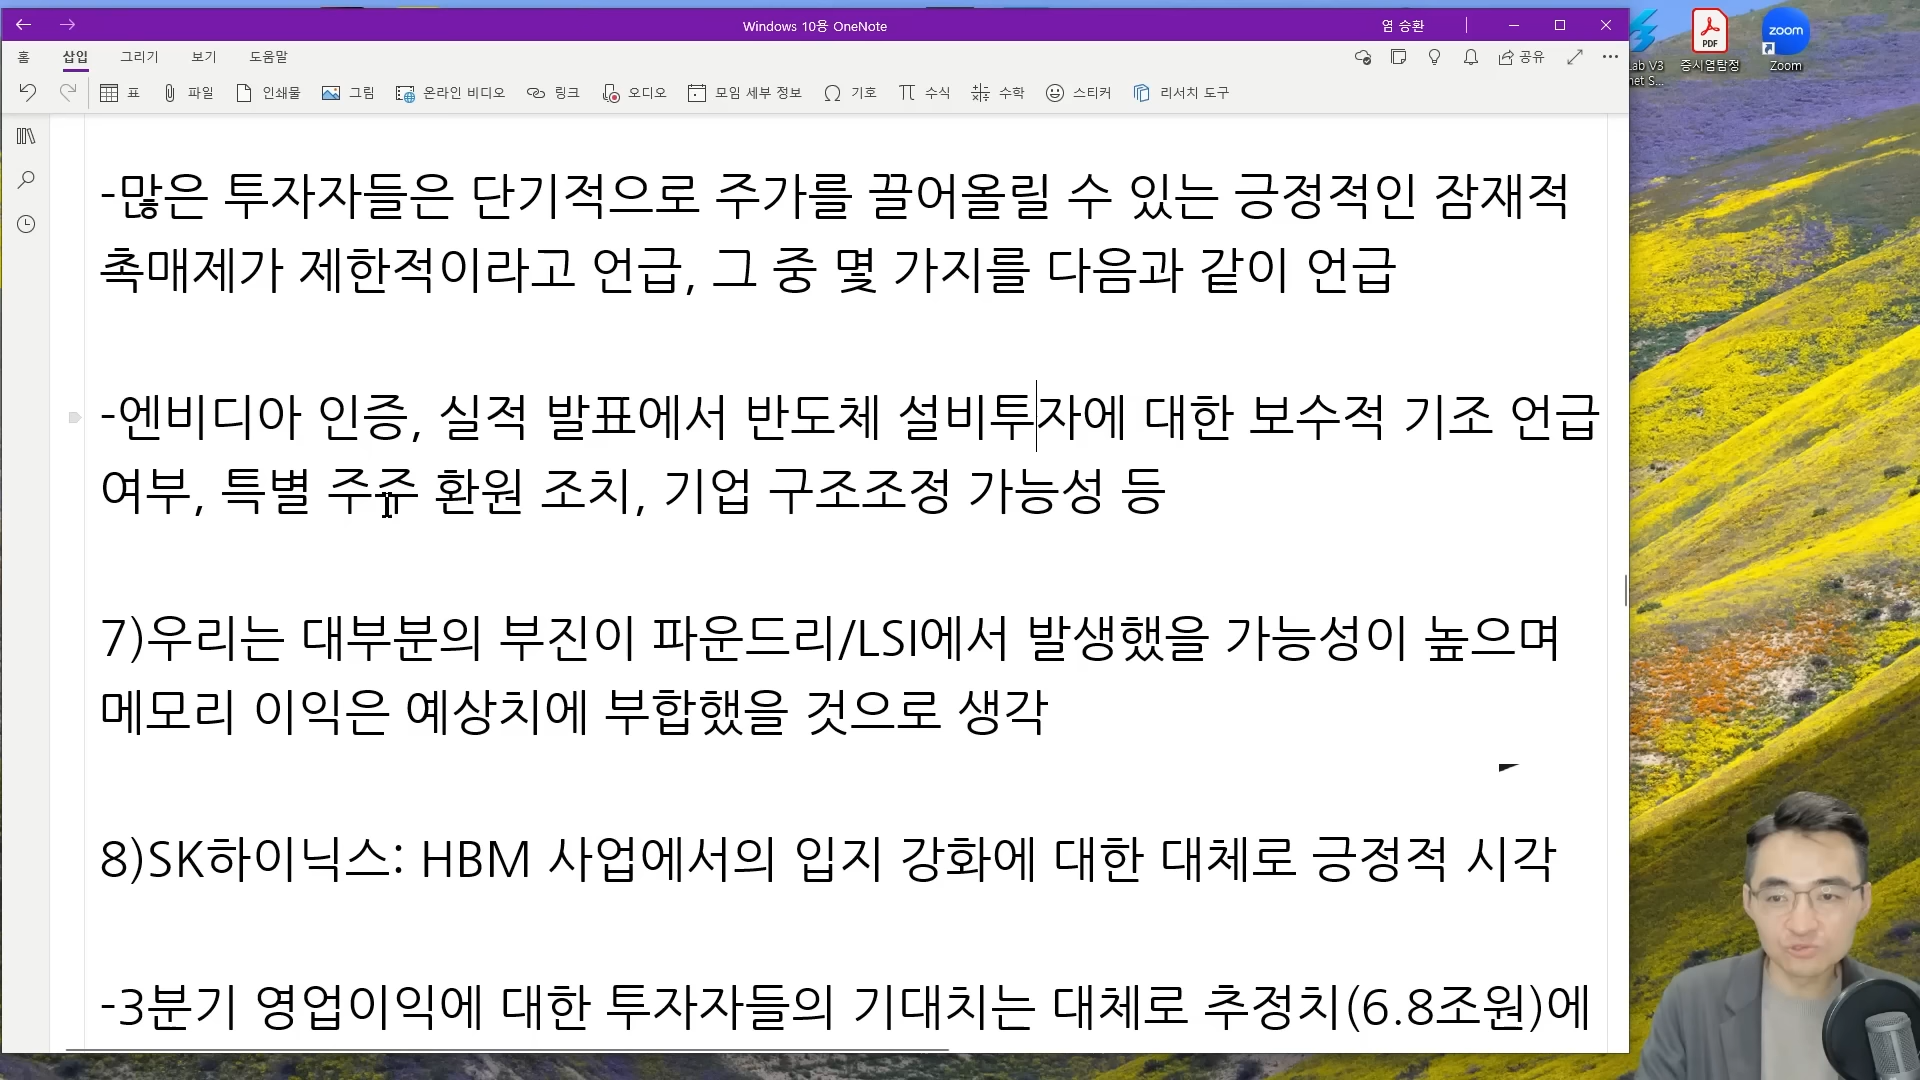 Windows 10용 OneNote
염 승환
홈 삽입 그리기 보기 도움말
공유
표 파일 인쇄물 그림 온라인 비디오 링크 오디오 모임 세부 정보 기호 수식 수학 스티커 리서치 도구
PDF
zoom
Lab V3
net S...
증시염탐정
Zoom
-많은 투자자들은 단기적으로 주가를 끌어올릴 수 있는 긍정적인 잠재적
촉매제가 제한적이라고 언급, 그 중 몇 가지를 다음과 같이 언급
-엔비디아 인증, 실적 발표에서 반도체 설비투자에 대한 보수적 기조 언급
여부, 특별 주주 환원 조치, 기업 구조조정 가능성 등
7)우리는 대부분의 부진이 파운드리/LSI에서 발생했을 가능성이 높으며
메모리 이익은 예상치에 부합했을 것으로 생각
8)SK하이닉스: HBM 사업에서의 입지 강화에 대한 대체로 긍정적 시각
-3분기 영업이익에 대한 투자자들의 기대치는 대체로 추정치(6.8조원)에